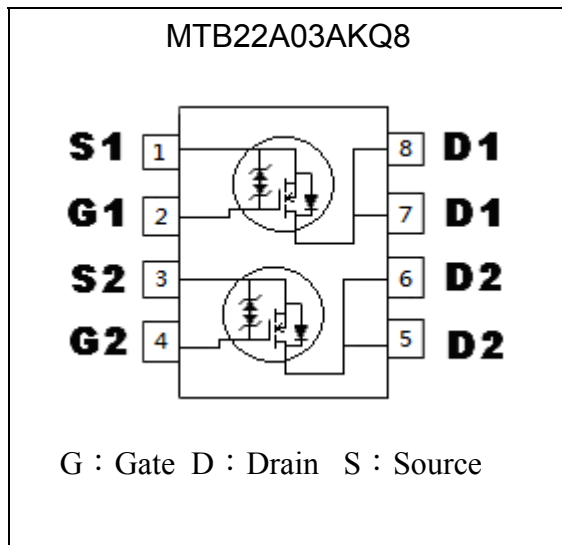 MTB22A03AKQ8
S1 1 8 D1
G1 2 7 D1
S2 3 6 D2
G2 4 5 D2
G：Gate D：Drain S：Source